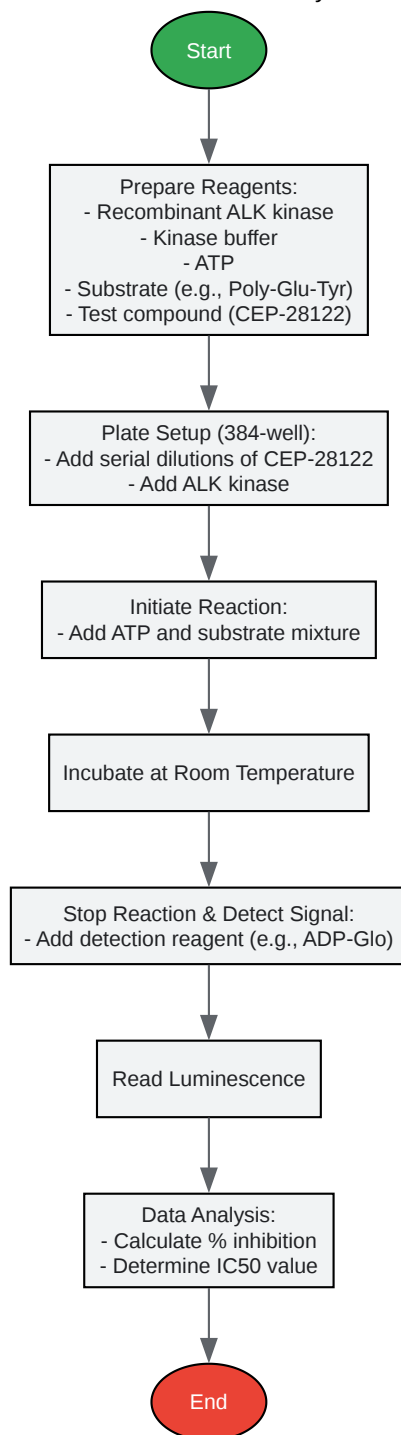 Start
Prepare Reagents:
- Recombinant ALK kinase
- Kinase buffer
- ATP
- Substrate (e.g., Poly-Glu-Tyr)
- Test compound (CEP-28122)
Plate Setup (384-well):
- Add serial dilutions of CEP-28122
- Add ALK kinase
Initiate Reaction:
- Add ATP and substrate mixture
Incubate at Room Temperature
Stop Reaction & Detect Signal:
- Add detection reagent (e.g., ADP-Glo)
Read Luminescence
Data Analysis:
- Calculate % inhibition
- Determine IC50 value
End